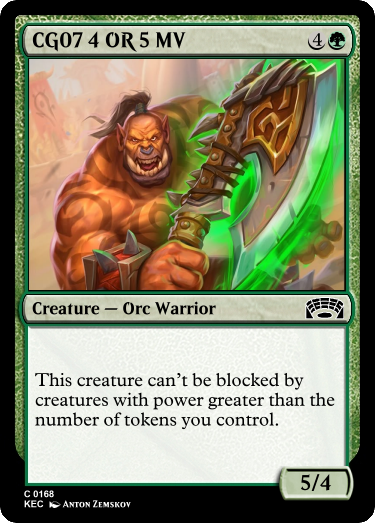 CG07 4 OR 5 MV 4
Creature — Orc Warrior
This creature can't be blocked by
creatures with power greater than the
number of tokens you control.
5/4
C 0168
KEC Anton Zemskov